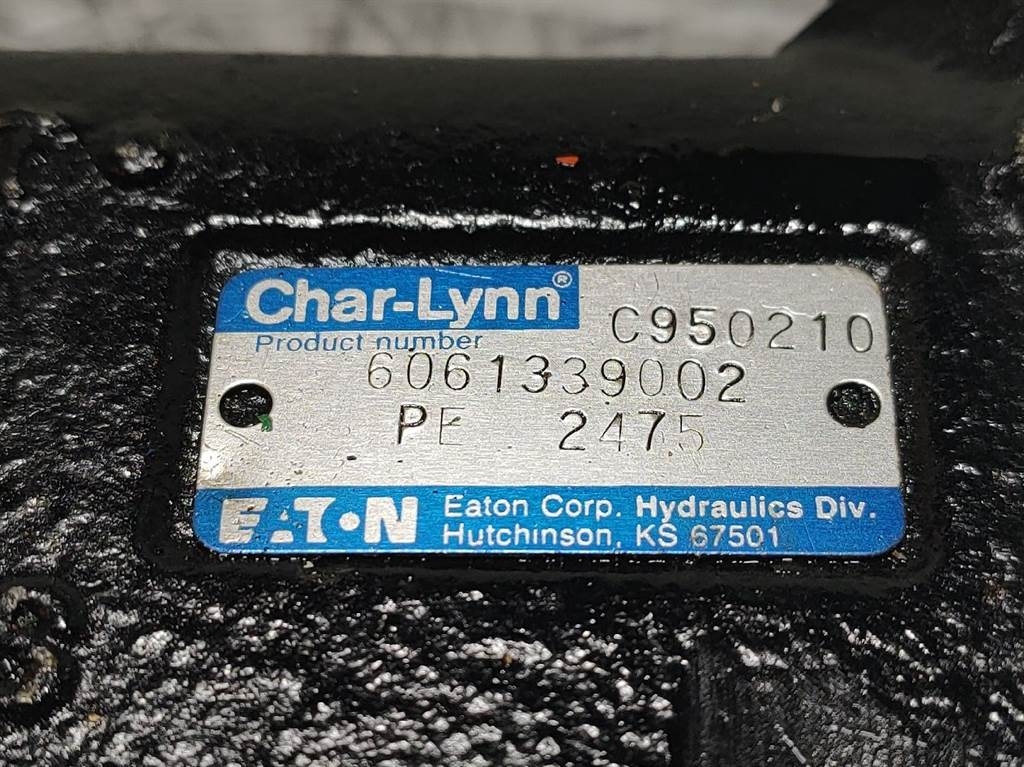 Char-Lynn®
C950210
Product number
6061339002
PE 2475
EATON Eaton Corp. Hydraulics Div.
Hutchinson, KS 67501